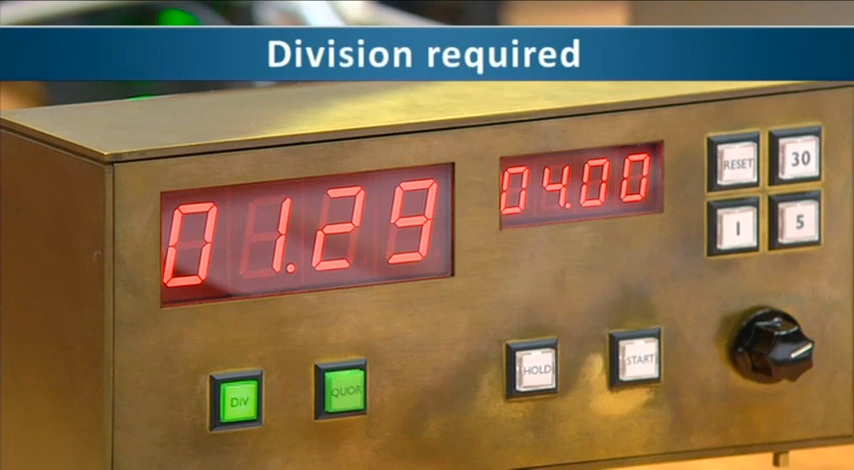 Division required
01.29
04.00
RESET
30
1
5
DIV
QUOR
HOLD
START